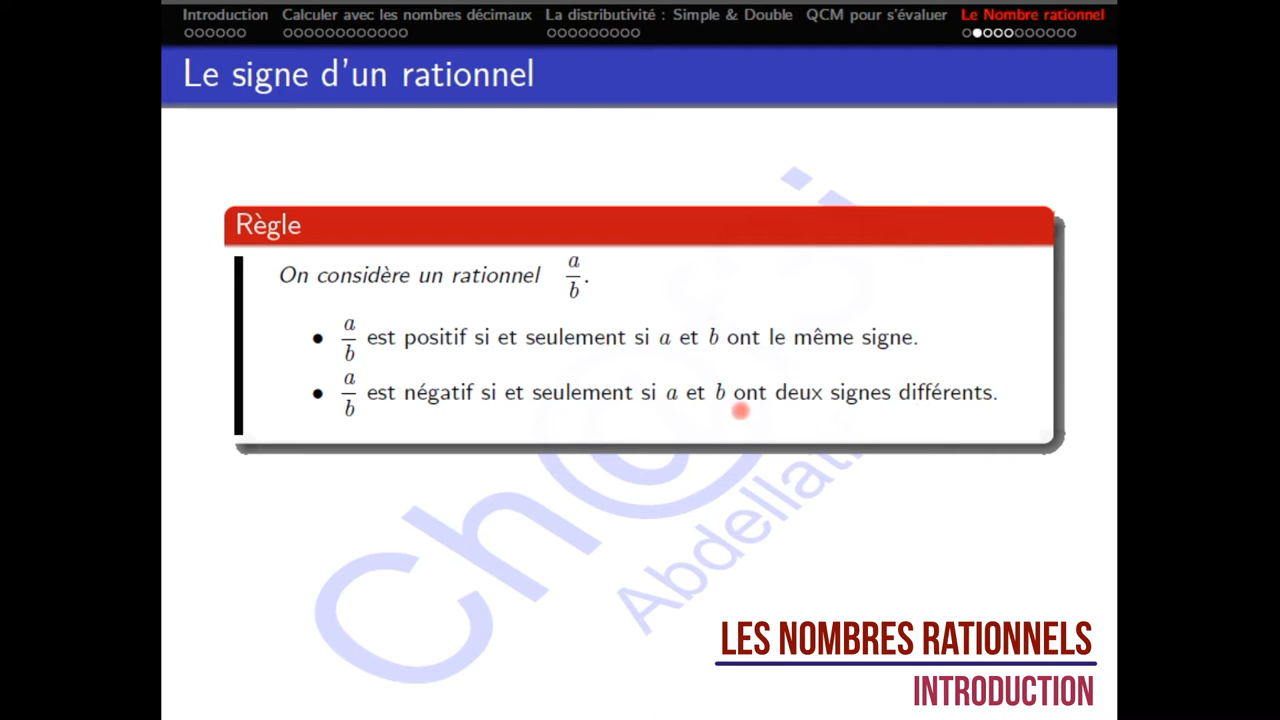 Introduction Calculer avec les nombres décimaux La distributivité : Simple & Double QCM pour s'évaluer Le Nombre rationnel
Le signe d'un rationnel
Règle
On considère un rationnel a/b.
• a/b est positif si et seulement si a et b ont le même signe.
• a/b est négatif si et seulement si a et b ont deux signes différents.
LES NOMBRES RATIONNELS
INTRODUCTION